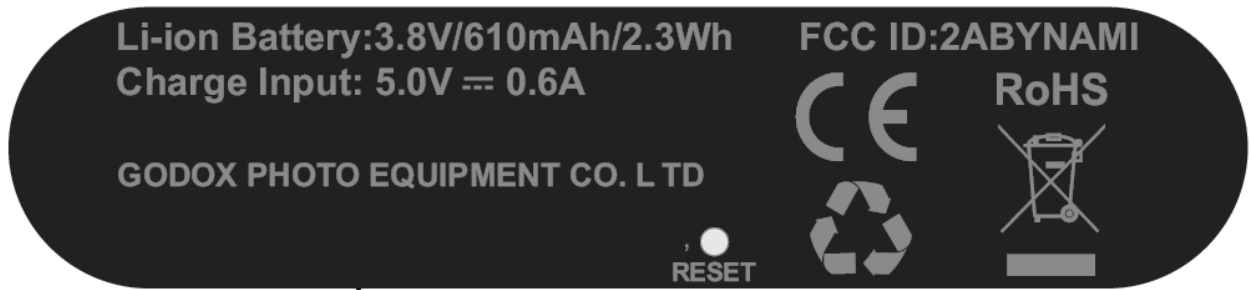 Li-ion Battery:3.8V/610mAh/2.3Wh
Charge Input: 5.0V ⎓ 0.6A
GODOX PHOTO EQUIPMENT CO. L TD
,
RESET
FCC ID:2ABYNAMI
CE
RoHS